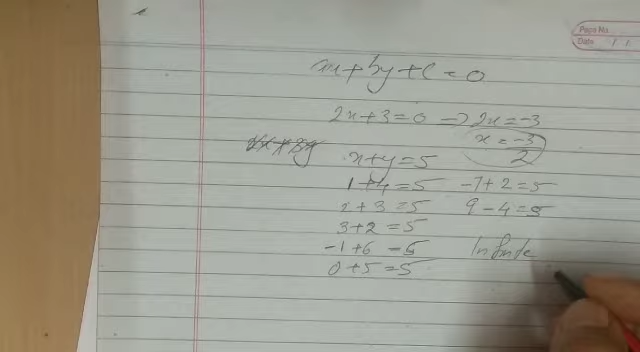 Page No.
Date
ax+by+c=0
2x+3=0 → 2x=-3
x=-3/2
x+y=5
1+4=5 -7+2=5
2+3=5 9-4=5
3+2=5
-1+6=5 Infinite
0+5=5